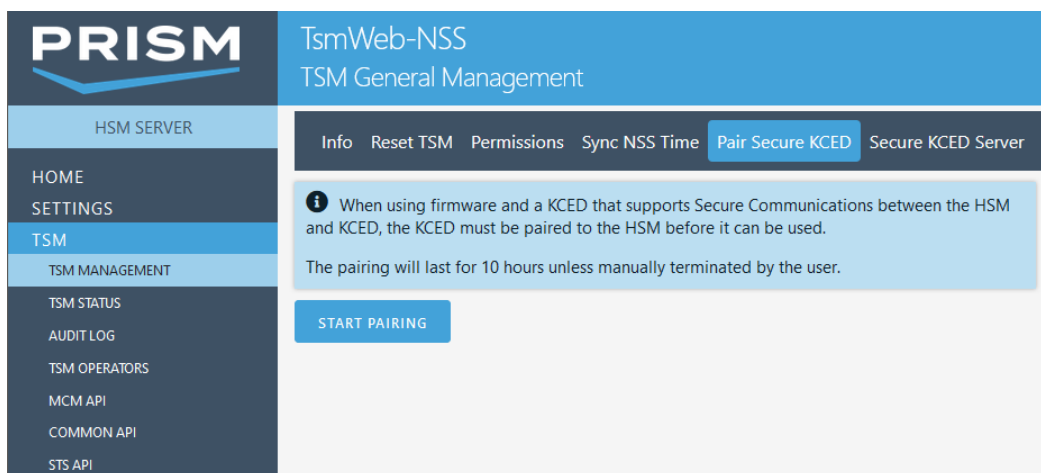 PRISM
HSM SERVER
HOME
SETTINGS
TSM
TSM MANAGEMENT
TSM STATUS
AUDIT LOG
TSM OPERATORS
MCM API
COMMON API
STS API
TsmWeb-NSS
TSM General Management
Info Reset TSM Permissions Sync NSS Time Pair Secure KCED Secure KCED Server
When using firmware and a KCED that supports Secure Communications between the HSM
and KCED, the KCED must be paired to the HSM before it can be used.
The pairing will last for 10 hours unless manually terminated by the user.
START PAIRING